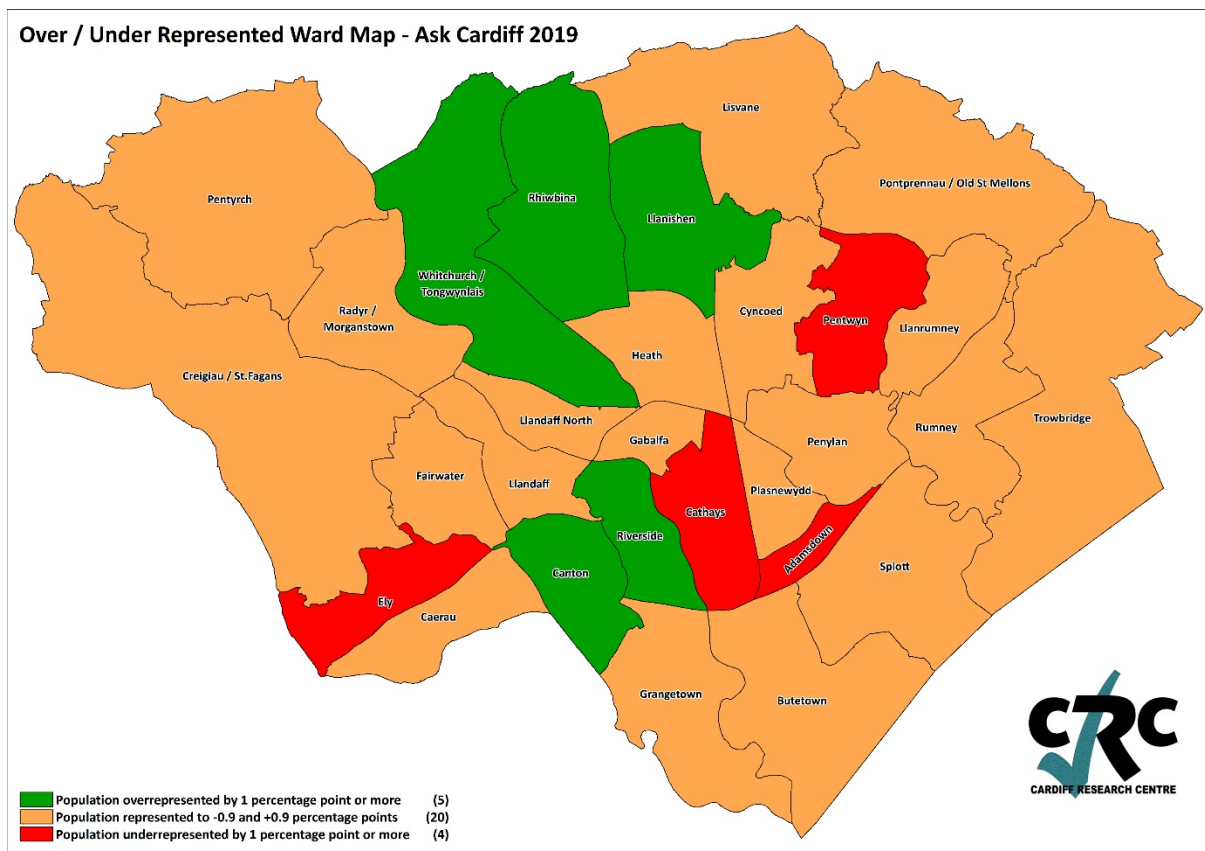 Over / Under Represented Ward Map - Ask Cardiff 2019
Lisvane
Pentyrch
Rhiwbina
Pontprennau / Old St Mellons
Llanishen
Whitchurch /
Tongwynlais
Radyr /
Morganstown
Cyncoed
Pentwyn
Llanrumney
Heath
Creigiau / St.Fagans
Llandaff North
Gabalfa
Penylan
Rumney
Trowbridge
Fairwater
Llandaff
Plasnewydd
Cathays
Riverside
Adamsdown
Splott
Canton
Ely
Caerau
Grangetown
Butetown
CRC
CARDIFF RESEARCH CENTRE
Population overrepresented by 1 percentage point or more (5)
Population represented to -0.9 and +0.9 percentage points (20)
Population underrepresented by 1 percentage point or more (4)